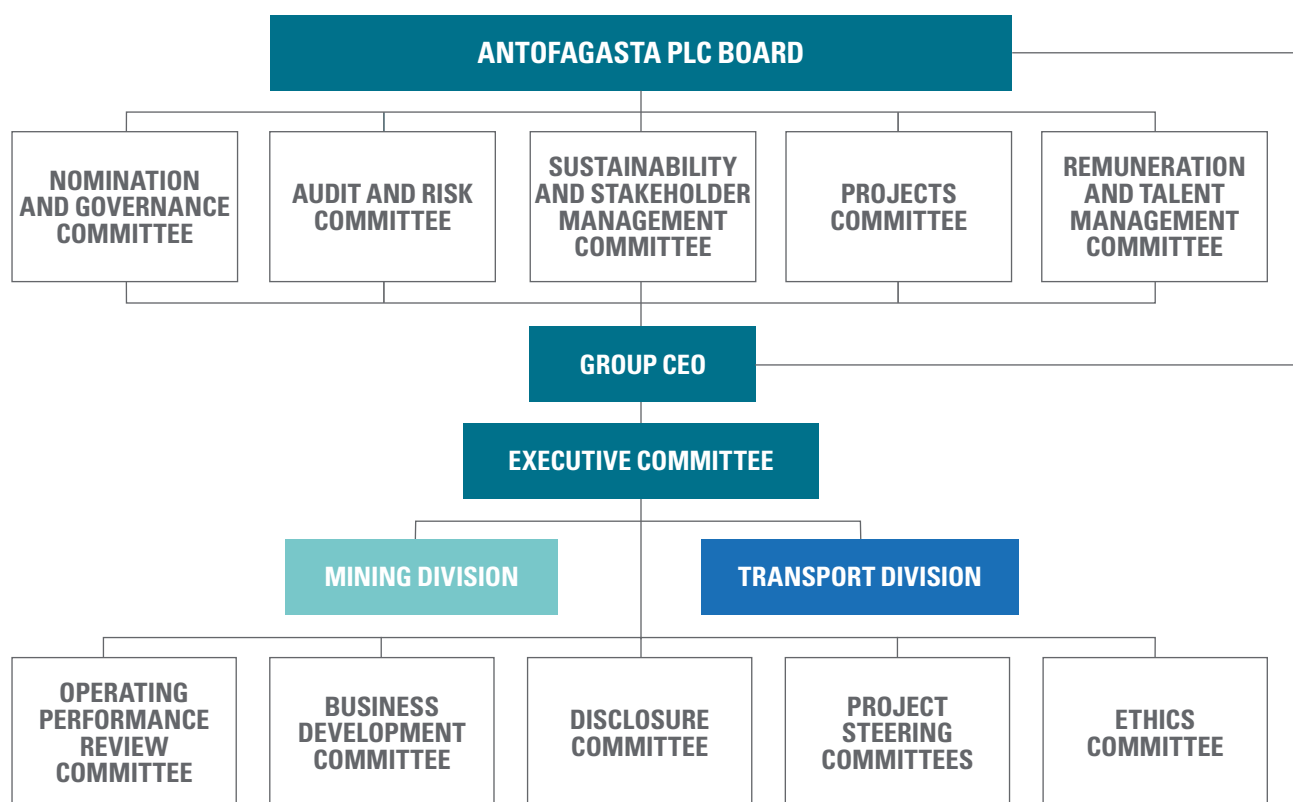 ANTOFAGASTA PLC BOARD
NOMINATION
AND GOVERNANCE
COMMITTEE
AUDIT AND RISK
COMMITTEE
SUSTAINABILITY
AND STAKEHOLDER
MANAGEMENT
COMMITTEE
PROJECTS
COMMITTEE
REMUNERATION
AND TALENT
MANAGEMENT
COMMITTEE
GROUP CEO
EXECUTIVE COMMITTEE
MINING DIVISION
TRANSPORT DIVISION
OPERATING
PERFORMANCE
REVIEW
COMMITTEE
BUSINESS
DEVELOPMENT
COMMITTEE
DISCLOSURE
COMMITTEE
PROJECT
STEERING
COMMITTEES
ETHICS
COMMITTEE